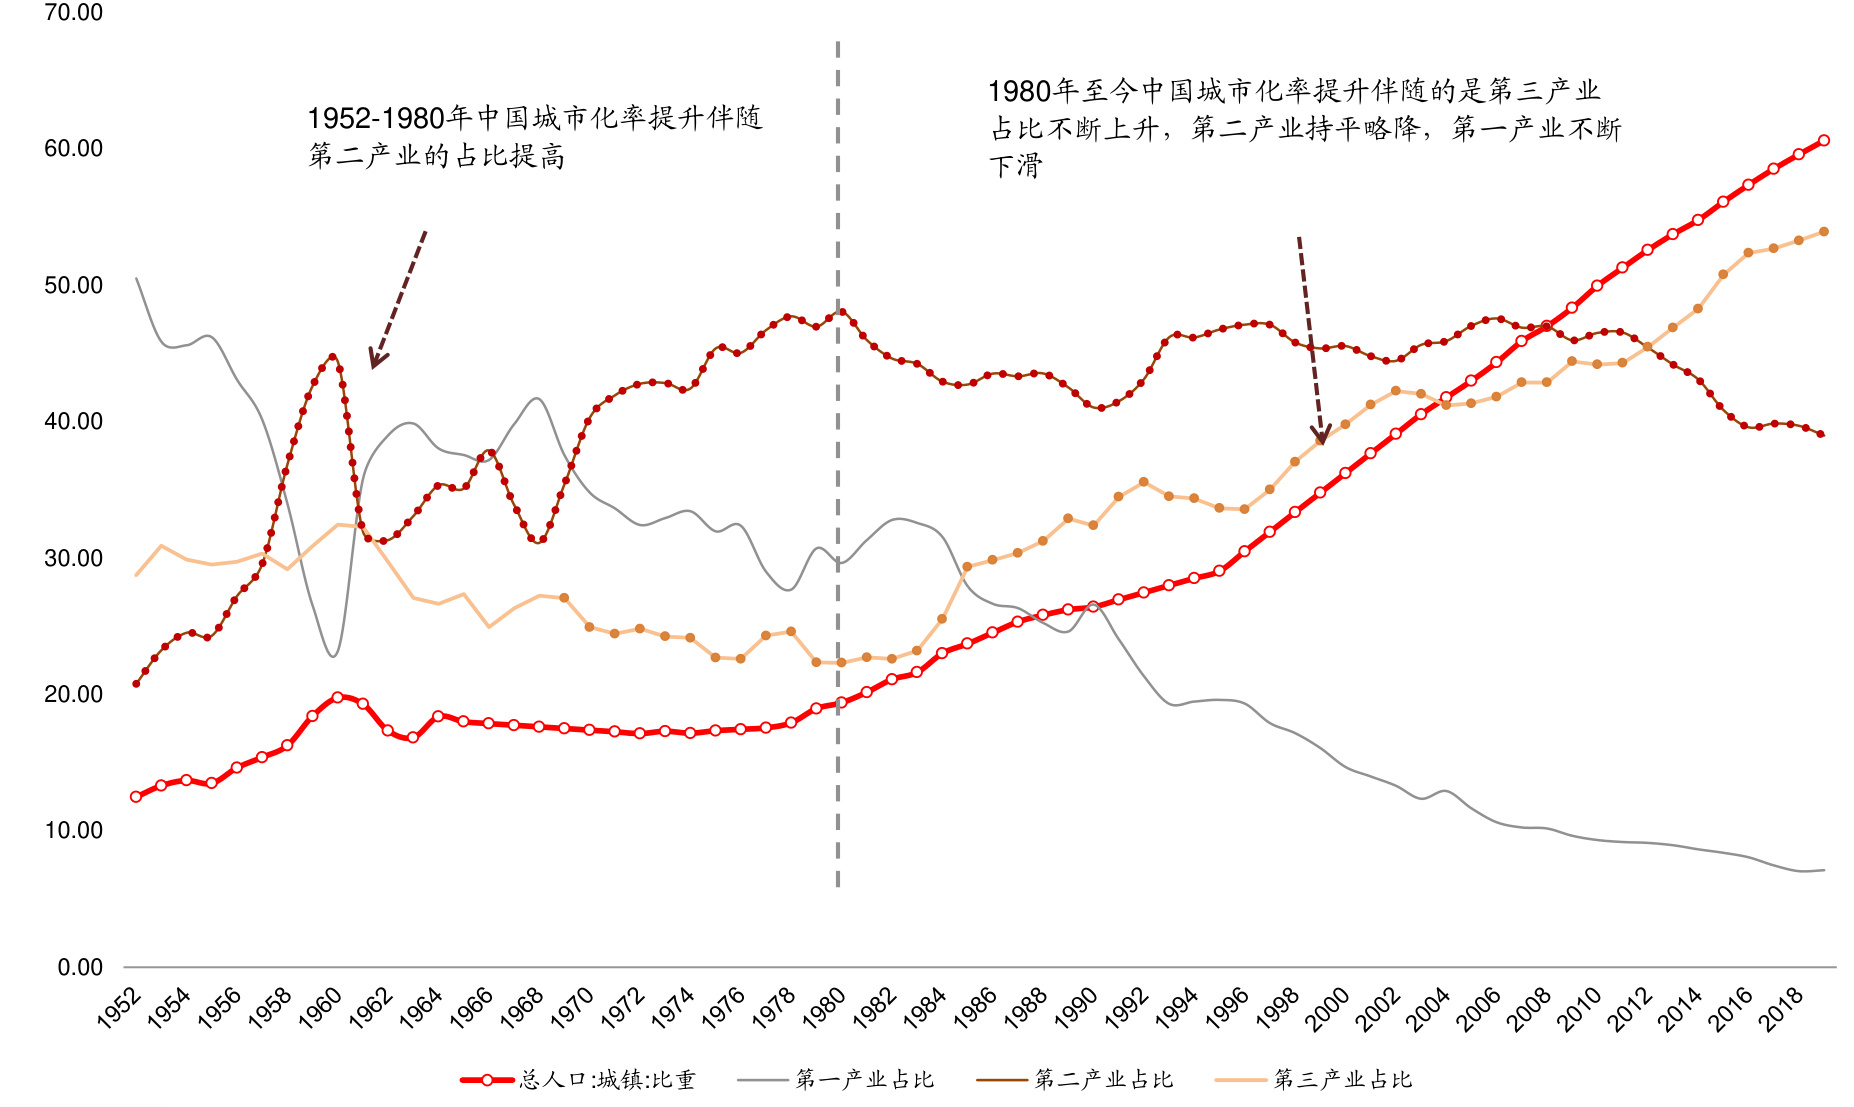 70.00
60.00
50.00
40.00
30.00
20.00
10.00
0.00
1952-1980年中国城市化率提升伴随
第二产业的占比提高
1980年至今中国城市化率提升伴随的是第三产业
占比不断上升，第二产业持平略降，第一产业不断
下滑
1952 1954 1956 1958 1960 1962 1964 1966 1968 1970 1972 1974 1976 1978 1980 1982 1984 1986 1988 1990 1992 1994 1996 1998 2000 2002 2004 2006 2008 2010 2012 2014 2016 2018
总人口:城镇:比重 第一产业占比 第二产业占比 第三产业占比